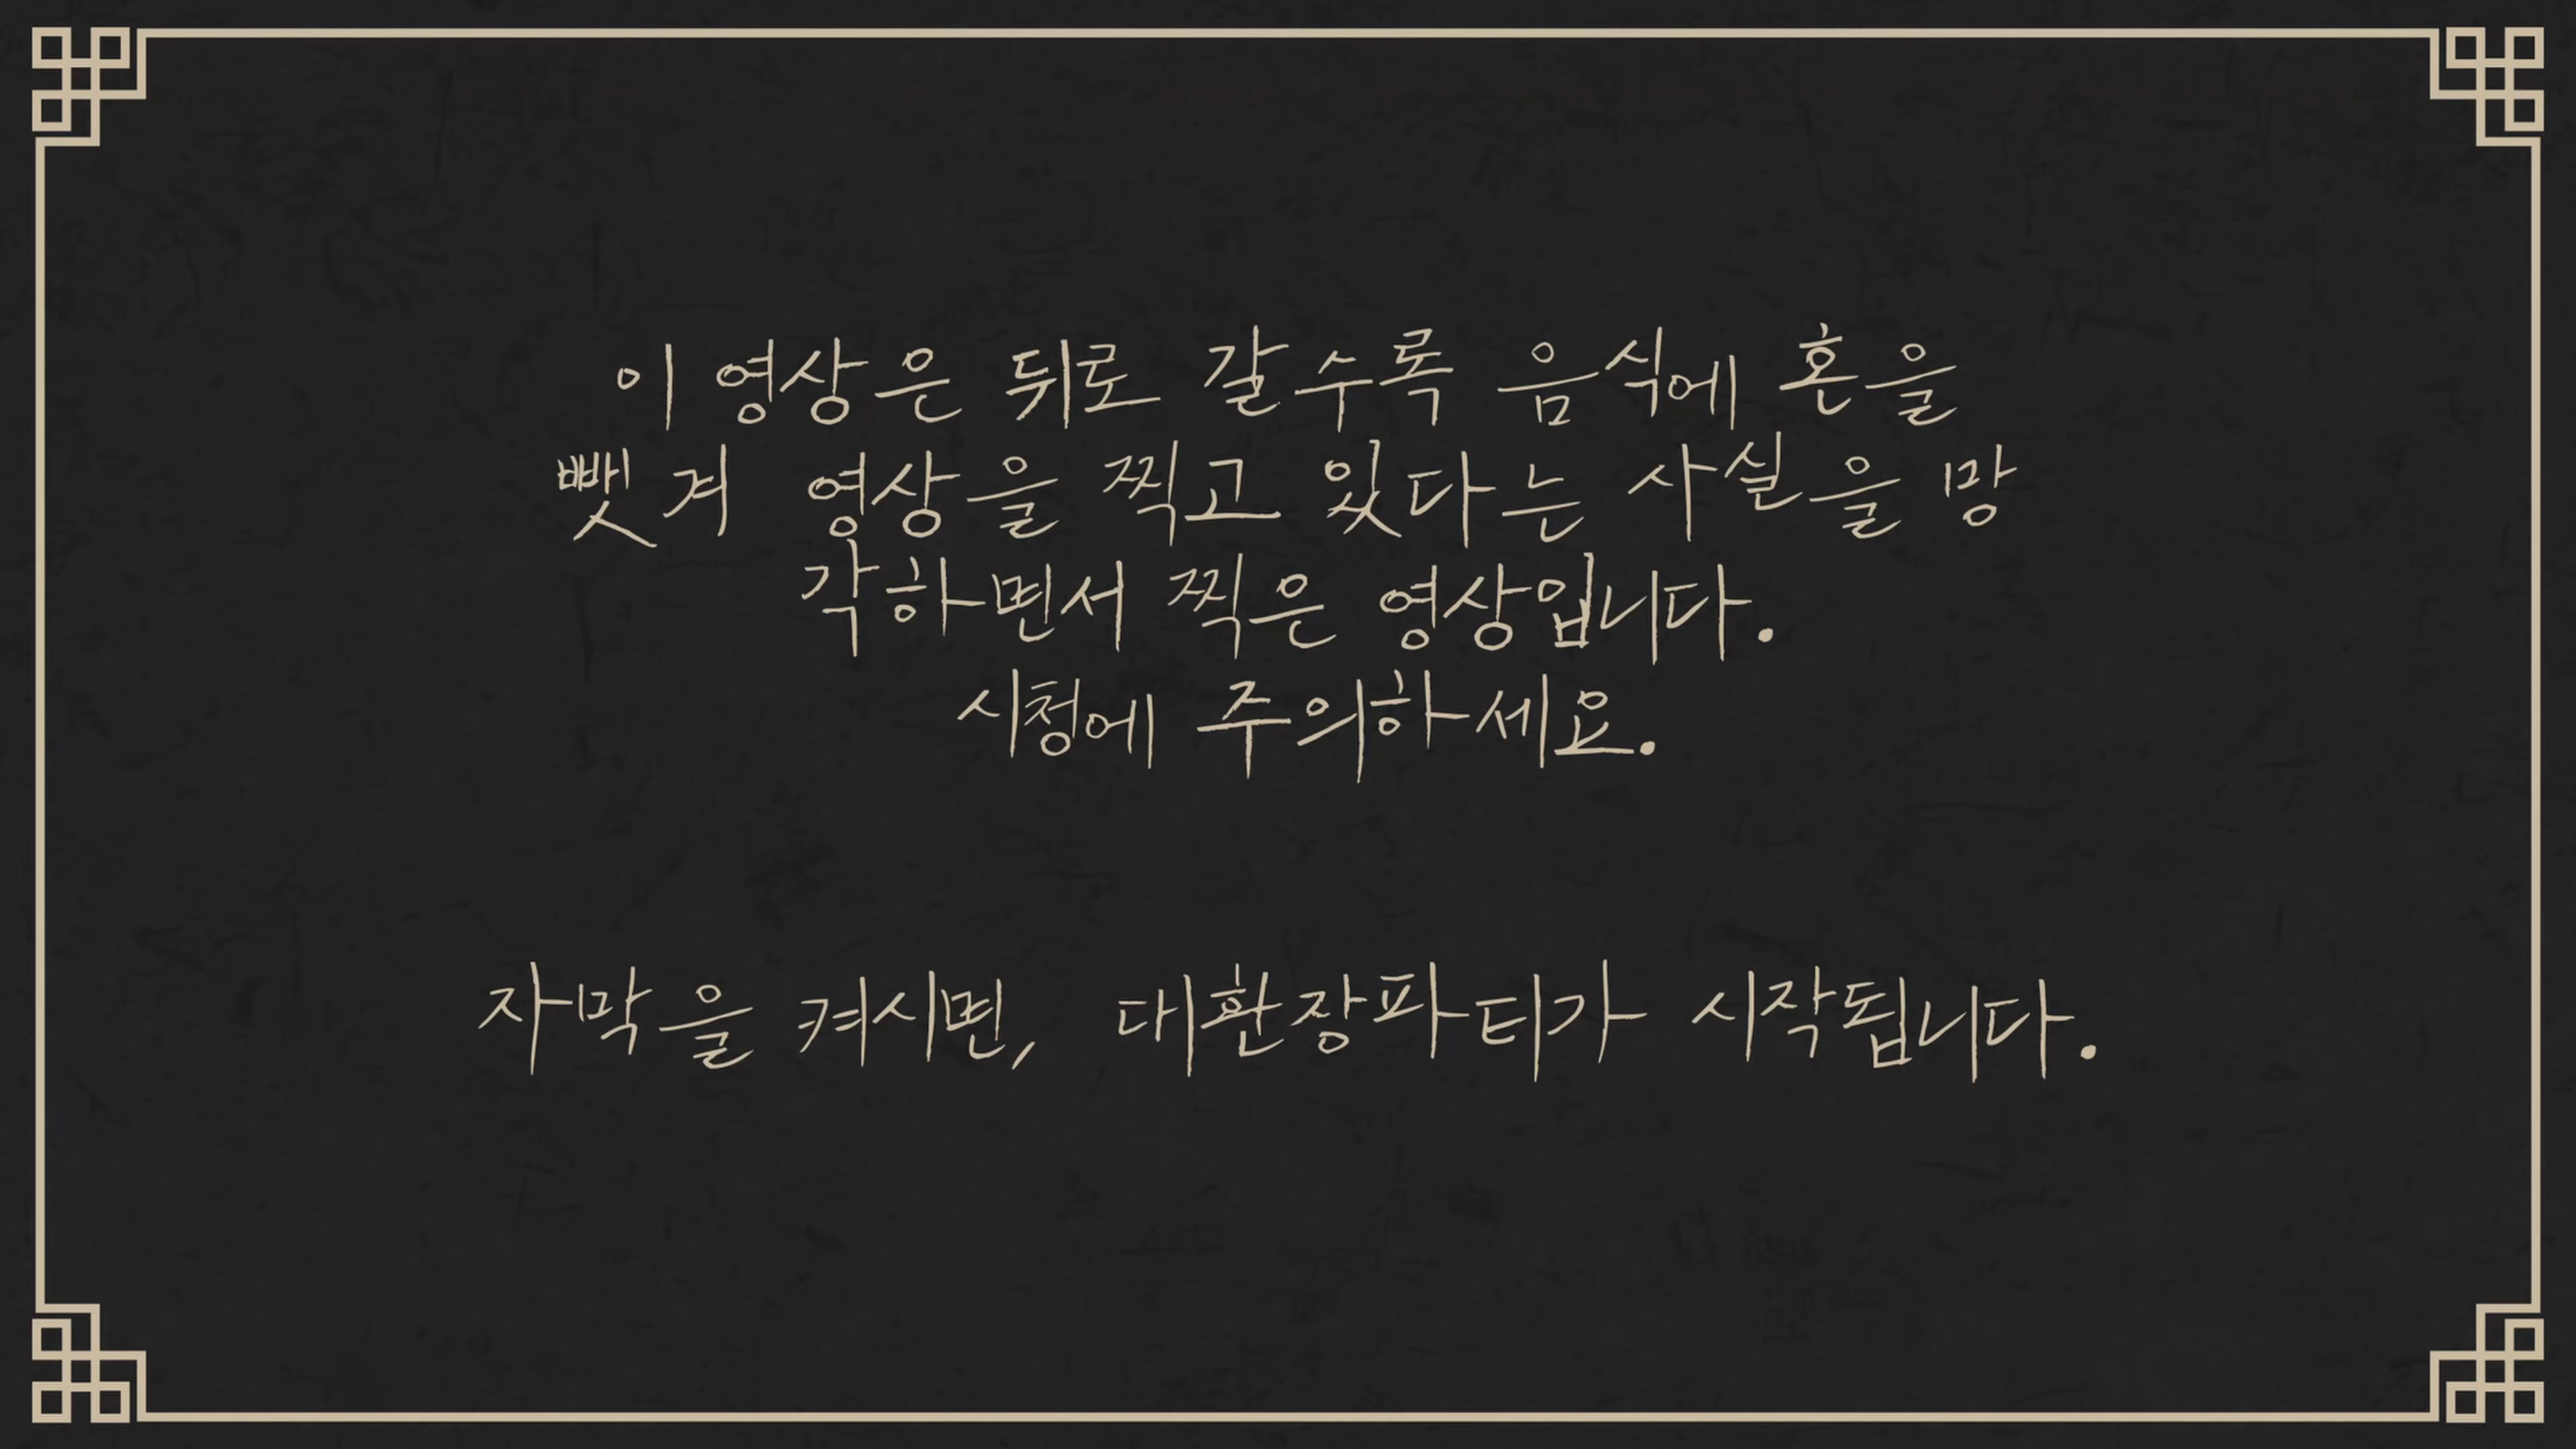 이 영상은 뒤로 갈수록 음식에 혼을
뺏겨 영상을 찍고 있다는 사실을 망
각하면서 찍은 영상입니다.
시청에 주의하세요.
자막을 켜시면, 대환장파티가 시작됩니다.